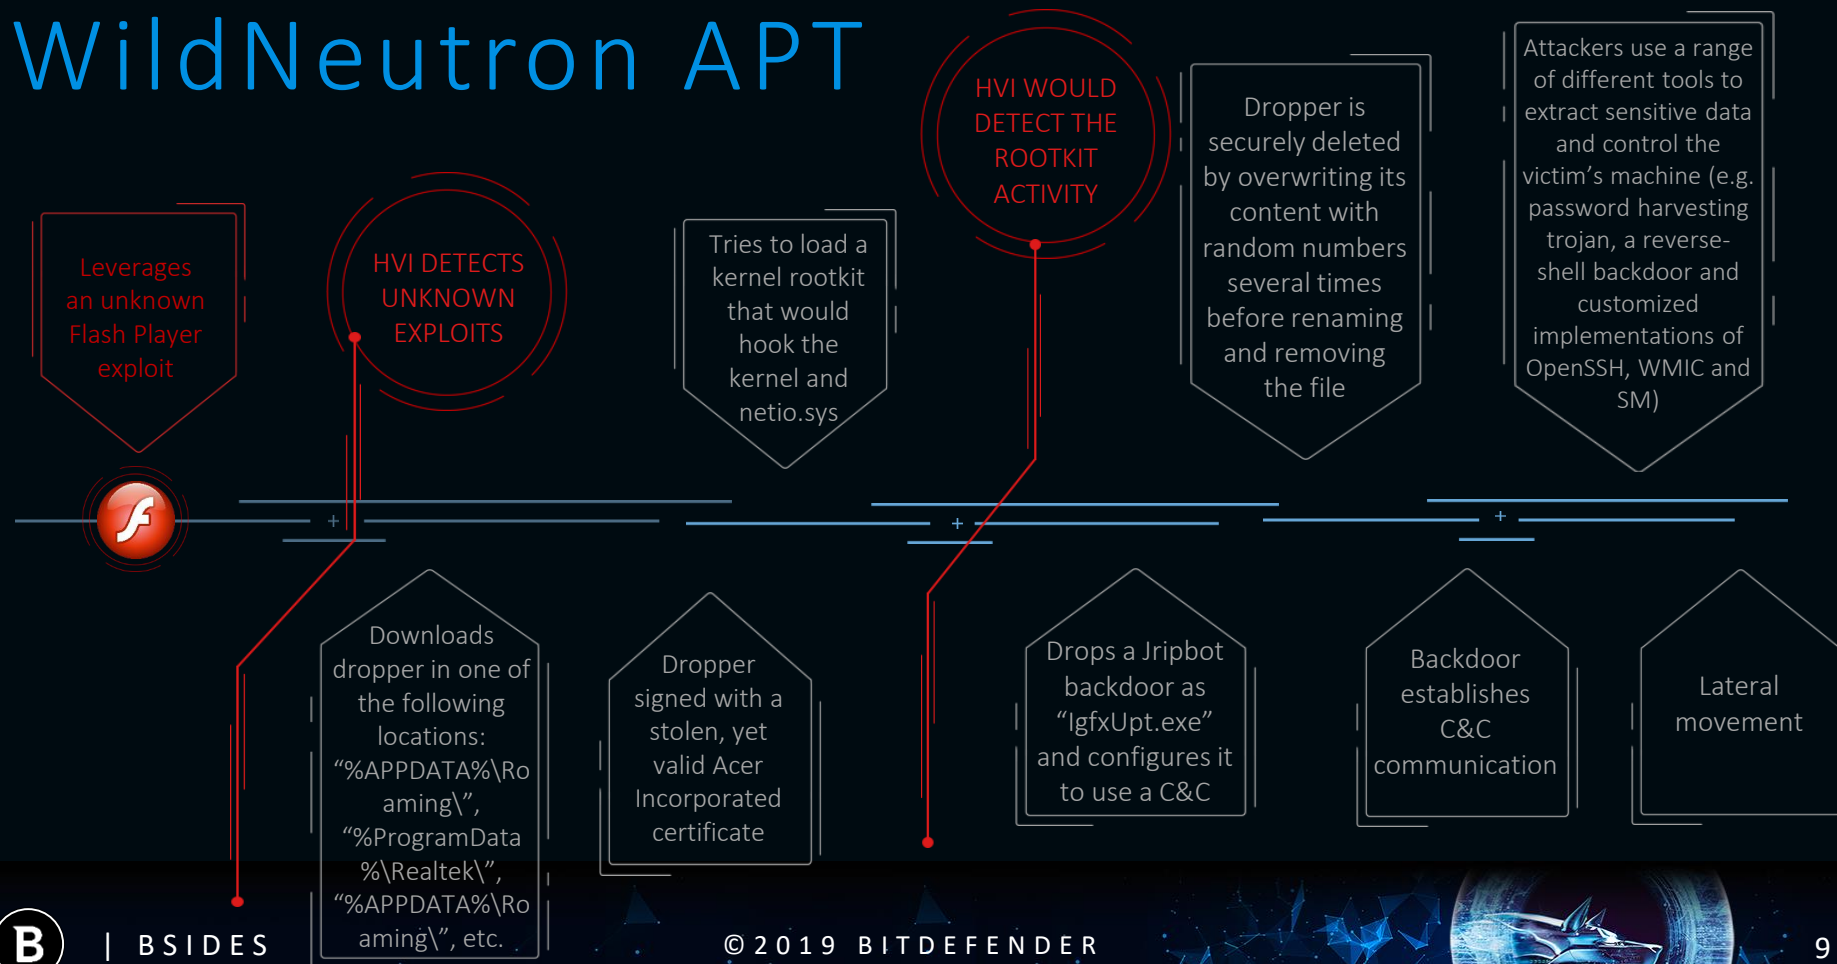 WildNeutron APT
Leverages
an unknown
Flash Player
exploit
HVI DETECTS
UNKNOWN
EXPLOITS
Tries to load a
kernel rootkit
that would
hook the
kernel and
netio.sys
HVI WOULD
DETECT THE
ROOTKIT
ACTIVITY
Dropper is
securely deleted
by overwriting its
content with
random numbers
several times
before renaming
and removing
the file
Attackers use a range
of different tools to
extract sensitive data
and control the
victim’s machine (e.g.
password harvesting
trojan, a reverse-
shell backdoor and
customized
implementations of
OpenSSH, WMIC and
SM)
Downloads
dropper in one of
the following
locations:
“%APPDATA%\Ro
aming\”,
“%ProgramData
%\Realtek\”,
“%APPDATA%\Ro
aming\”, etc.
Dropper
signed with a
stolen, yet
valid Acer
Incorporated
certificate
Drops a Jripbot
backdoor as
“IgfxUpt.exe”
and configures it
to use a C&C
Backdoor
establishes
C&C
communication
Lateral
movement
B | BSIDES
©2019 BITDEFENDER
9